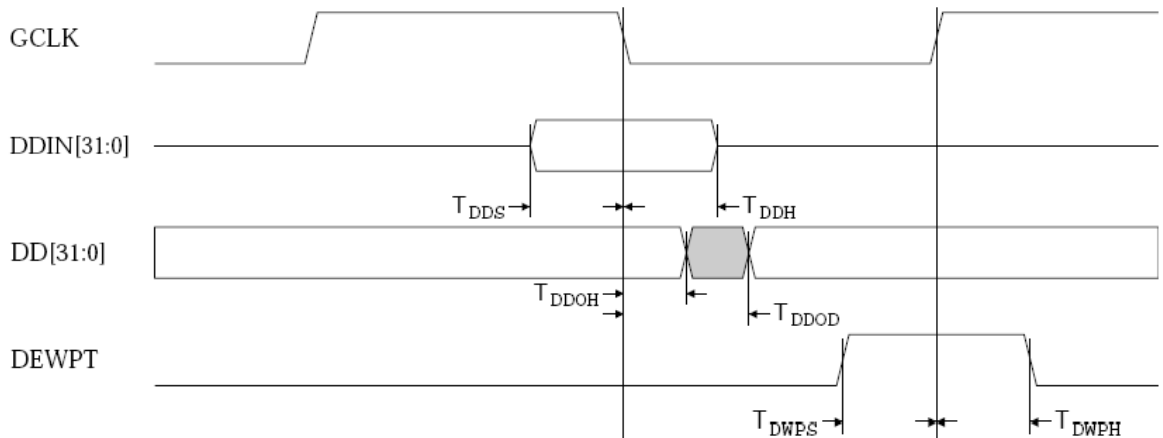 GCLK
DDIN[31:0]
TDDS
TDDH
DD[31:0]
TDDOH
TDDOD
DEWPT
TDWPS
TDWPH